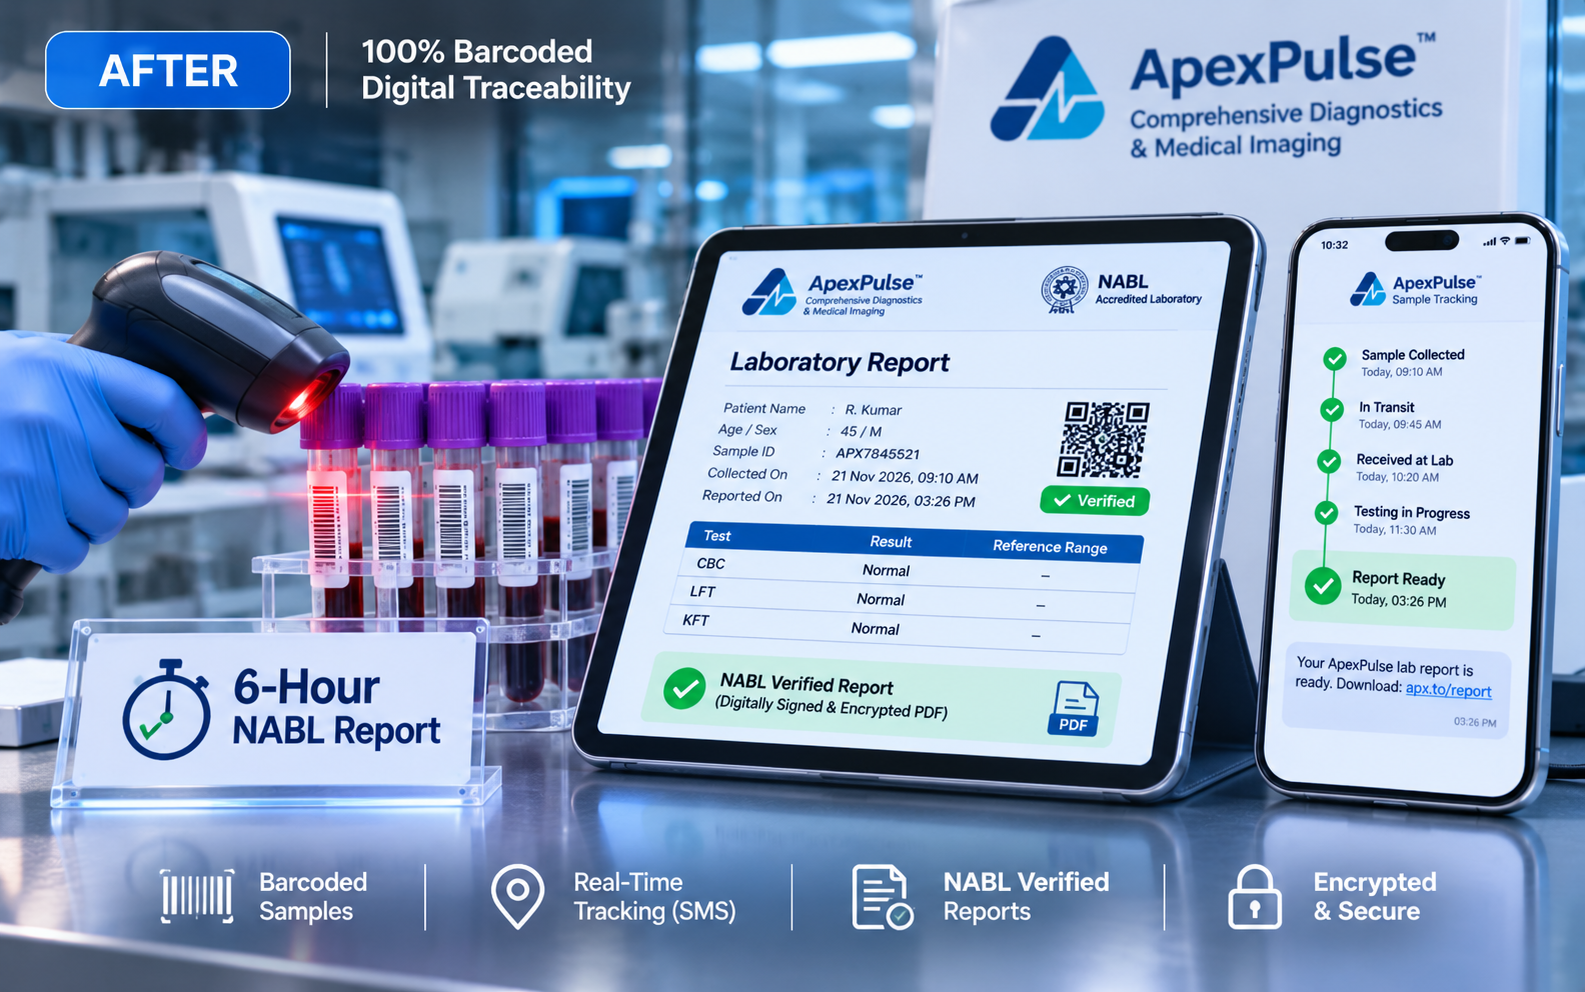 AFTER
100% Barcoded
Digital Traceability
ApexPulse™
Comprehensive Diagnostics
& Medical Imaging
ApexPulse™
Comprehensive Diagnostics
& Medical Imaging
NABL
Accredited Laboratory
Laboratory Report
Patient Name : R. Kumar
Age / Sex : 45 / M
Sample ID : APX7845521
Collected On : 21 Nov 2026, 09:10 AM
Reported On : 21 Nov 2026, 03:26 PM
Verified
Test Result Reference Range
CBC Normal –
LFT Normal –
KFT Normal –
NABL Verified Report
(Digitally Signed & Encrypted PDF)
PDF
10:32
ApexPulse™
Sample Tracking
Sample Collected
Today, 09:10 AM
In Transit
Today, 09:45 AM
Received at Lab
Today, 10:20 AM
Testing in Progress
Today, 11:30 AM
Report Ready
Today, 03:26 PM
Your ApexPulse lab report is
ready. Download: apx.to/report
03:26 PM
6-Hour
NABL Report
Barcoded
Samples
Real-Time
Tracking (SMS)
NABL Verified
Reports
Encrypted
& Secure